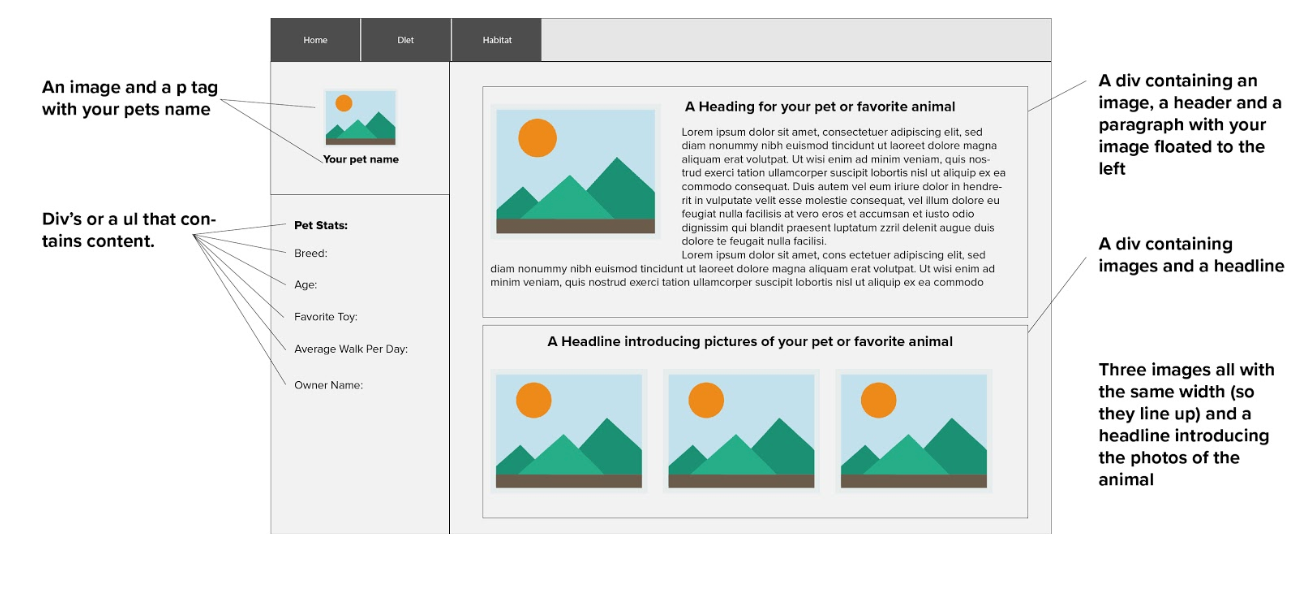 Home
DIet
Habitat
An image and a p tag
with your pets name
Your pet name
Div's or a ul that con-
tains content.
Pet Stats:
Breed:
Age:
Favorite Toy:
Average Walk Per Day:
Owner Name:
A Heading for your pet or favorite animal
Lorem ipsum dolor sit amet, consectetuer adipiscing elit, sed
diam nonummy nibh euismod tincidunt ut laoreet dolore magna
aliquam erat volutpat. Ut wisi enim ad minim veniam, quis nos-
trud exerci tation ullamcorper suscipit lobortis nisl ut aliquip ex ea
commodo consequat. Duis autem vel eum iriure dolor in hendre-
rit in vulputate velit esse molestie consequat, vel illum dolore eu
feugiat nulla facilisis at vero eros et accumsan et iusto odio
dignissim qui blandit praesent luptatum zzril delenit augue duis
dolore te feugait nulla facilisi.
Lorem ipsum dolor sit amet, cons ectetuer adipiscing elit, sed
diam nonummy nibh euismod tincidunt ut laoreet dolore magna aliquam erat volutpat. Ut wisi enim ad
minim veniam, quis nostrud exerci tation ullamcorper suscipit lobortis nisl ut aliquip ex ea commodo
A Headline introducing pictures of your pet or favorite animal
A div containing an
image, a header and a
paragraph with your
image floated to the
left
A div containing
images and a headline
Three images all with
the same width (so
they line up) and a
headline introducing
the photos of the
animal